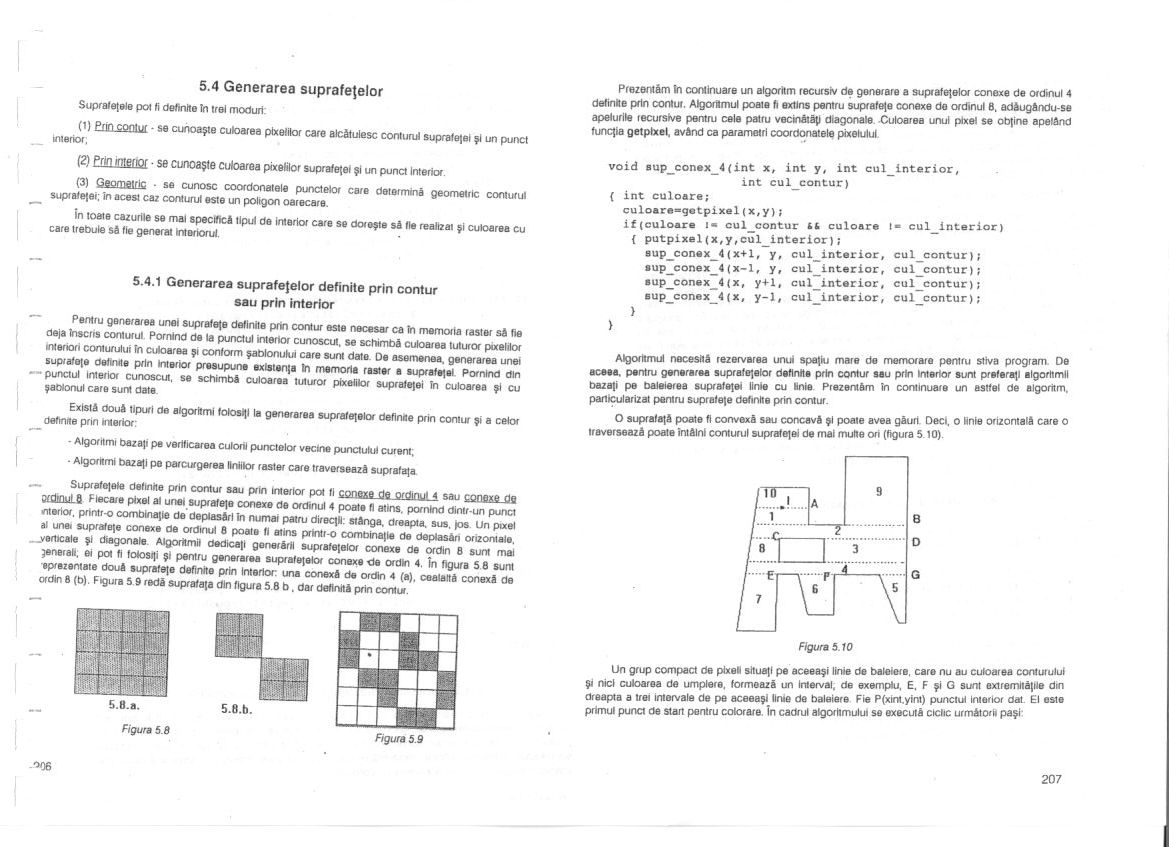 5.4 Generarea suprafeţelor
Suprafeţele pot fi definite în trei moduri:
(1) Prin contur - se cunoaşte culoarea pixelilor care alcătuiesc conturul suprafeţei şi un punct
interior;
(2) Prin interior - se cunoaşte culoarea pixelilor suprafeţei şi un punct interior.
(3) Geometric - se cunosc coordonatele punctelor care determină geometric conturul
suprafeţei; în acest caz conturul este un poligon oarecare.
În toate cazurile se mai specifică tipul de interior care se doreşte să fie realizat şi culoarea cu
care trebuie să fie generat interiorul.
5.4.1 Generarea suprafeţelor definite prin contur
sau prin interior
Pentru generarea unei suprafeţe definite prin contur este necesar ca în memoria raster să fie
deja înscris conturul. Pornind de la punctul interior cunoscut, se schimbă culoarea tuturor pixelilor
interiori conturului în culoarea şi conform şablonului care sunt date. De asemenea, generarea unei
suprafeţe definite prin interior presupune existenţa în memoria raster a suprafeţei. Pornind din
punctul interior cunoscut, se schimbă culoarea tuturor pixelilor suprafeţei în culoarea şi cu
şablonul care sunt date.
Există două tipuri de algoritmi folosiţi la generarea suprafeţelor definite prin contur şi a celor
definite prin interior:
- Algoritmi bazaţi pe verificarea culorii punctelor vecine punctului curent;
- Algoritmi bazaţi pe parcurgerea liniilor raster care traversează suprafaţa.
Suprafeţele definite prin contur sau prin interior pot fi conexe de ordinul 4 sau conexe de
ordinul 8. Fiecare pixel al unei suprafeţe conexe de ordinul 4 poate fi atins, pornind dintr-un punct
interior, printr-o combinaţie de deplasări în numai patru direcţii: stânga, dreapta, sus, jos. Un pixel
al unei suprafeţe conexe de ordinul 8 poate fi atins printr-o combinaţie de deplasări orizontale,
verticale şi diagonale. Algoritmii dedicaţi generării suprafeţelor conexe de ordin 8 sunt mai
generali; ei pot fi folosiţi şi pentru generarea suprafeţelor conexe de ordin 4. În figura 5.8 sunt
reprezentate două suprafeţe definite prin interior: una conexă de ordin 4 (a), cealaltă conexă de
ordin 8 (b). Figura 5.9 redă suprafaţa din figura 5.8 b , dar definită prin contur.
5.8.a.
5.8.b.
Figura 5.8
Figura 5.9
206
Prezentăm în continuare un algoritm recursiv de generare a suprafeţelor conexe de ordinul 4
definite prin contur. Algoritmul poate fi extins pentru suprafeţe conexe de ordinul 8, adăugându-se
apelurile recursive pentru cele patru vecinătăţi diagonale. Culoarea unui pixel se obţine apelând
funcţia getpixel, având ca parametri coordonatele pixelului.
void sup_conex_4(int x, int y, int cul_interior,
int cul_contur)
{ int culoare;
culoare=getpixel(x,y);
if(culoare != cul_contur && culoare != cul_interior)
{ putpixel(x,y,cul_interior);
sup_conex_4(x+1, y, cul_interior, cul_contur);
sup_conex_4(x-1, y, cul_interior, cul_contur);
sup_conex_4(x, y+1, cul_interior, cul_contur);
sup_conex_4(x, y-1, cul_interior, cul_contur);
}
}
Algoritmul necesită rezervarea unui spaţiu mare de memorare pentru stiva program. De
aceea, pentru generarea suprafeţelor definite prin contur sau prin interior sunt preferaţi algoritmii
bazaţi pe baleierea suprafeţei linie cu linie. Prezentăm în continuare un astfel de algoritm,
particularizat pentru suprafeţe definite prin contur.
O suprafaţă poate fi convexă sau concavă şi poate avea găuri. Deci, o linie orizontală care o
traversează poate întâlni conturul suprafeţei de mai multe ori (figura 5.10).
10
I
A
9
1
2
B
C
D
8
3
4
E
F
G
7
6
5
Figura 5.10
Un grup compact de pixeli situaţi pe aceeaşi linie de baleiere, care nu au culoarea conturului
şi nici culoarea de umplere, formează un interval; de exemplu, E, F şi G sunt extremităţile din
dreapta a trei intervale de pe aceeaşi linie de baleiere. Fie P(xint,yint) punctul interior dat. El este
primul punct de start pentru colorare. În cadrul algoritmului se execută ciclic următorii paşi:
207